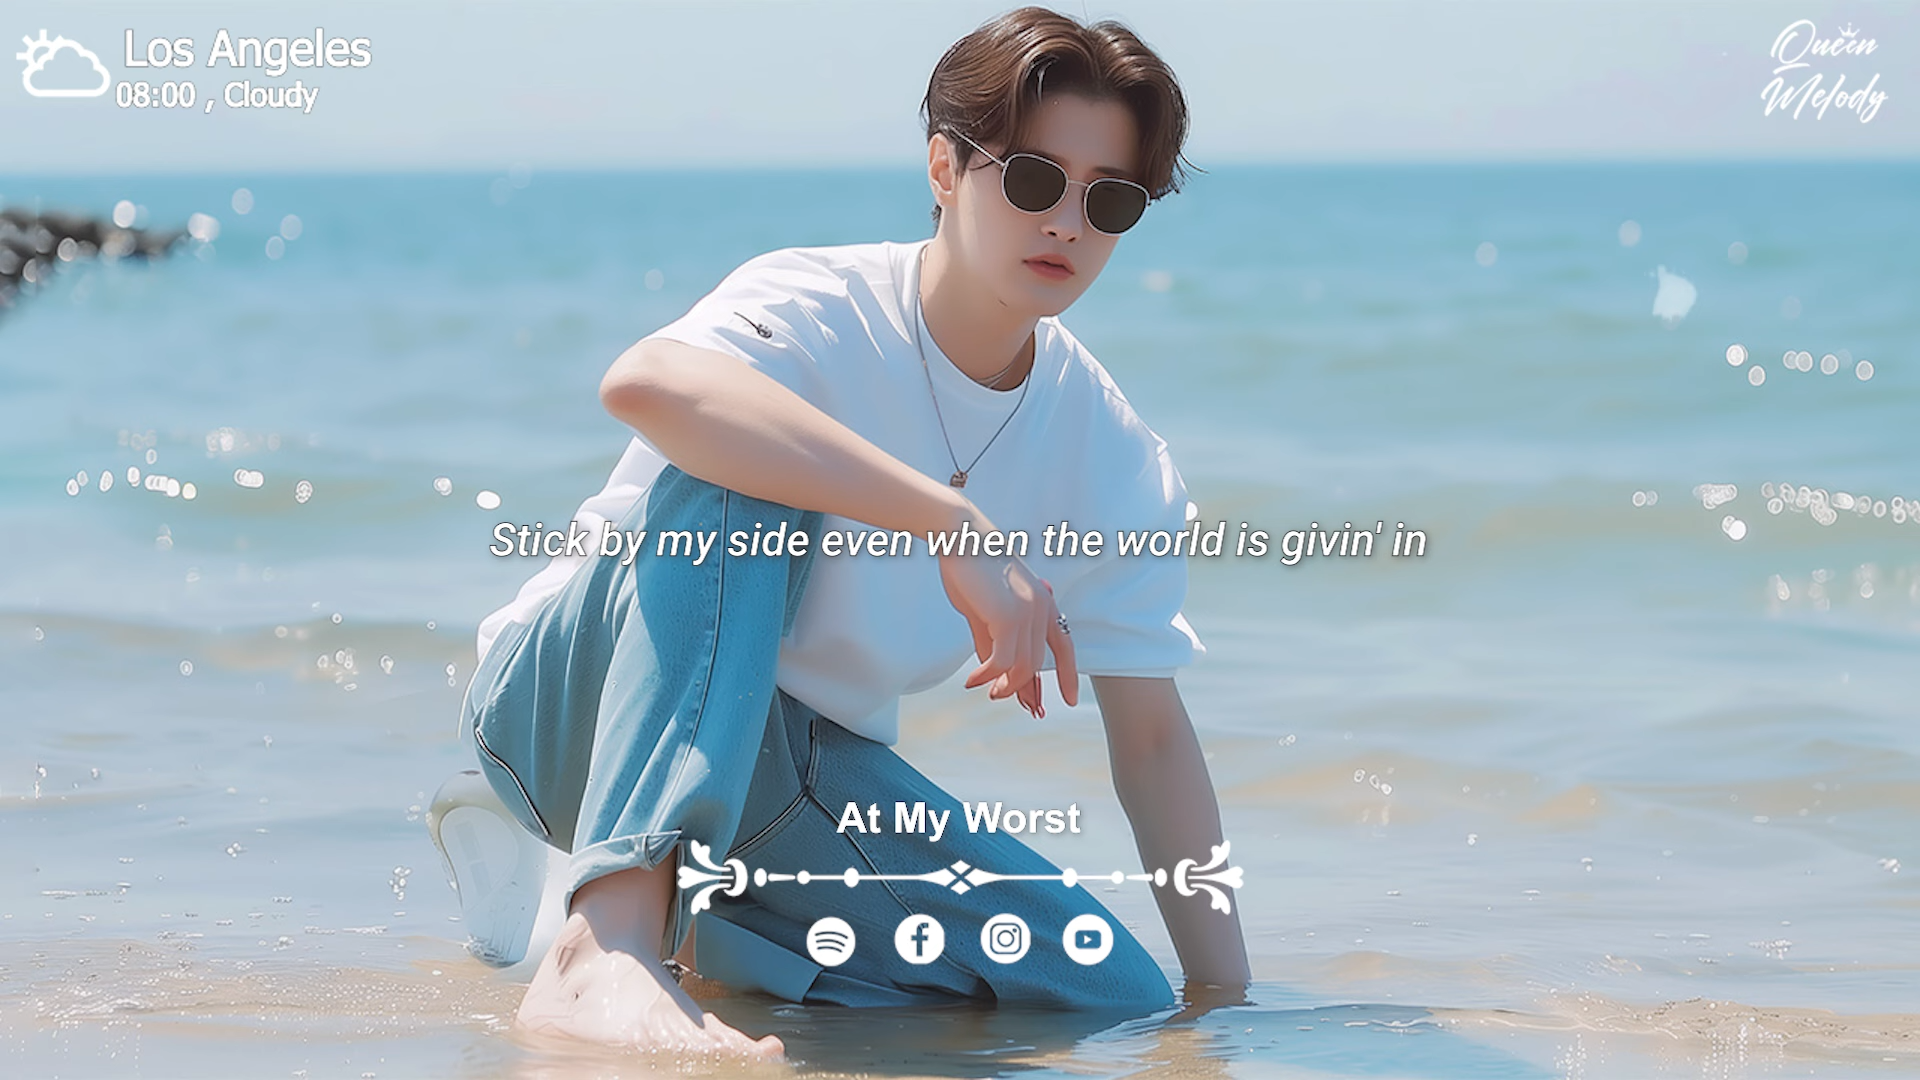 Los Angeles
08:00 , Cloudy
Queen
Melody
Stick by my side even when the world is givin' in
At My Worst